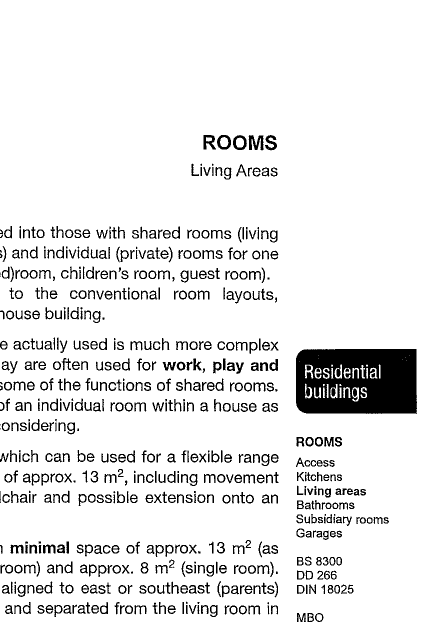 ROOMS
Living Areas
ed into those with shared rooms (living
s) and individual (private) rooms for one
d)room, children's room, guest room).
to the conventional room layouts,
house building.
e actually used is much more complex
ay are often used for work, play and
some of the functions of shared rooms.
of an individual room within a house as
onsidering.
which can be used for a flexible range
of approx. 13 m², including movement
lchair and possible extension onto an
n minimal space of approx. 13 m² (as
room) and approx. 8 m² (single room).
aligned to east or southeast (parents)
and separated from the living room in
Residential
buildings
ROOMS
Access
Kitchens
Living areas
Bathrooms
Subsidiary rooms
Garages
BS 8300
DD 266
DIN 18025
MBO